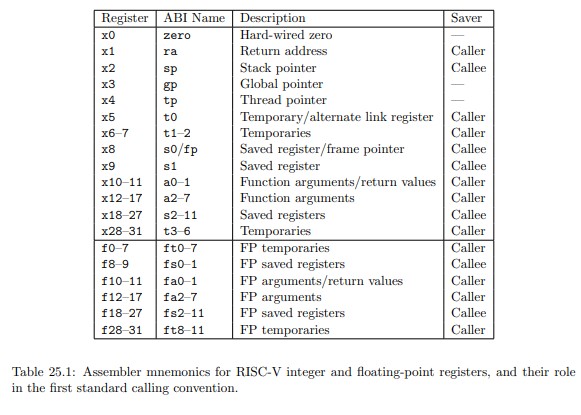 Register ABI Name Description Saver
x0 zero Hard-wired zero —
x1 ra Return address Caller
x2 sp Stack pointer Callee
x3 gp Global pointer —
x4 tp Thread pointer —
x5 t0 Temporary/alternate link register Caller
x6–7 t1–2 Temporaries Caller
x8 s0/fp Saved register/frame pointer Callee
x9 s1 Saved register Callee
x10–11 a0–1 Function arguments/return values Caller
x12–17 a2–7 Function arguments Caller
x18–27 s2–11 Saved registers Callee
x28–31 t3–6 Temporaries Caller
f0–7 ft0–7 FP temporaries Caller
f8–9 fs0–1 FP saved registers Callee
f10–11 fa0–1 FP arguments/return values Caller
f12–17 fa2–7 FP arguments Caller
f18–27 fs2–11 FP saved registers Callee
f28–31 ft8–11 FP temporaries Caller
Table 25.1: Assembler mnemonics for RISC-V integer and floating-point registers, and their role
in the first standard calling convention.